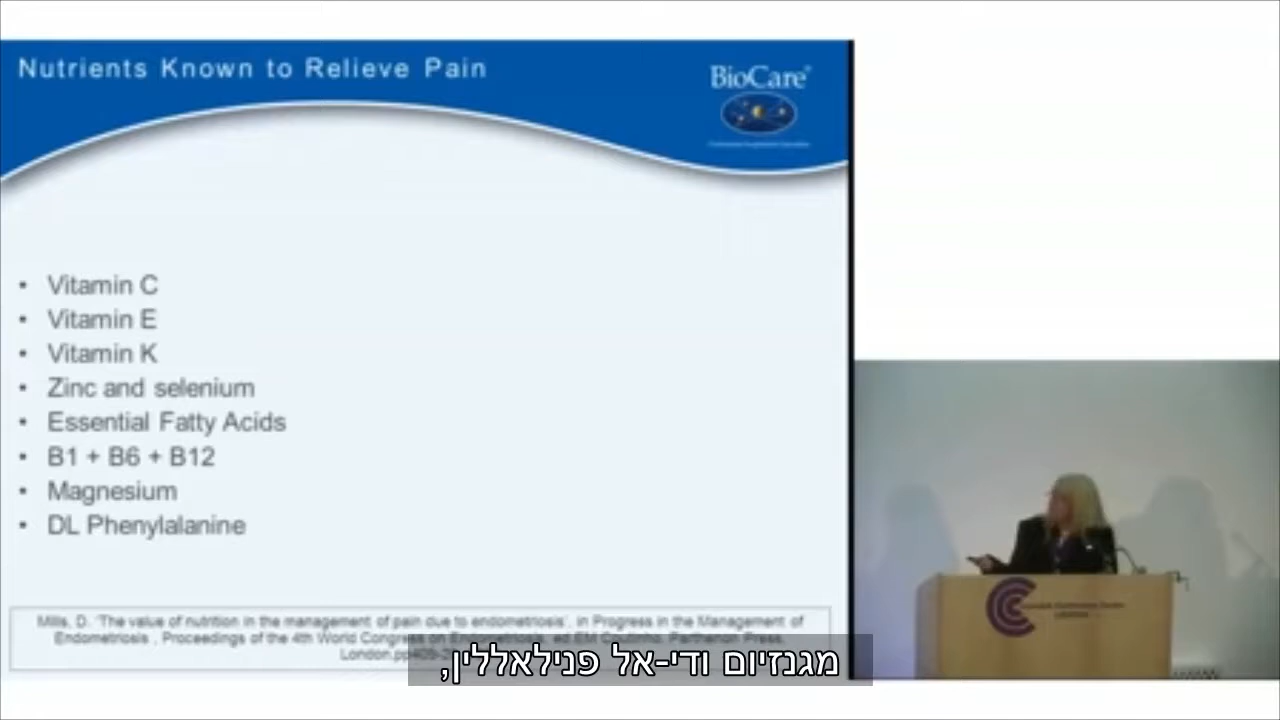 Nutrients Known to Relieve Pain
BioCare®
• Vitamin C
• Vitamin E
• Vitamin K
• Zinc and selenium
• Essential Fatty Acids
• B1 + B6 + B12
• Magnesium
• DL Phenylalanine
Mills, D. 'The value of nutrition in the management of pain due to endometriosis', in Progress in the Management of
Endometriosis , Proceedings of the 4th World Congress on Endometriosis, ed EM Coutinho, Parthenon Press,
London.pp409-
מגנזיום ודי-אל פנילאללין,